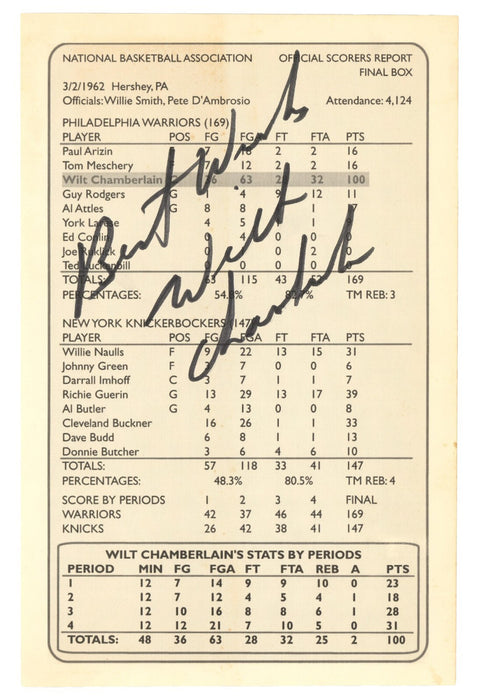 NATIONAL BASKETBALL ASSOCIATION OFFICIAL SCORERS REPORT
FINAL BOX
3/2/1962 Hershey, PA
Officials: Willie Smith, Pete D'Ambrosio Attendance: 4,124
PHILADELPHIA WARRIORS (169)
PLAYER POS FG FGA FT FTA PTS
Paul Arizin 7 18 2 2 16
Tom Meschery F 7 12 2 2 16
Wilt Chamberlain C 36 63 28 32 100
Guy Rodgers G 1 4 9 12 11
Al Attles G 8 8 1 17
York Larese 4 5 1 9
Ed Conlin 0 4 0 0 0
Joe Ruklick 0 0 2 0
Ted Luckenbill 0 0 0 0
TOTALS: 63 115 43 52 169
PERCENTAGES: 54.8% 82.7% TM REB: 3
Best Wishes
Wilt
Chamberlain
NEW YORK KNICKERBOCKERS (147)
PLAYER POS FG FGA FT FTA PTS
Willie Naulls F 9 22 13 15 31
Johnny Green F 3 7 0 0 6
Darrall Imhoff C 3 7 1 1 7
Richie Guerin G 13 29 13 17 39
Al Butler G 4 13 0 0 8
Cleveland Buckner 16 26 1 1 33
Dave Budd 6 8 1 1 13
Donnie Butcher 3 6 4 6 10
TOTALS: 57 118 33 41 147
PERCENTAGES: 48.3% 80.5% TM REB: 4
SCORE BY PERIODS 1 2 3 4 FINAL
WARRIORS 42 37 46 44 169
KNICKS 26 42 38 41 147
WILT CHAMBERLAIN'S STATS BY PERIODS
PERIOD MIN FG FGA FT FTA REB A PTS
1 12 7 14 9 9 10 0 23
2 12 7 12 4 5 4 1 18
3 12 10 16 8 8 6 1 28
4 12 12 21 7 10 5 0 31
TOTALS: 48 36 63 28 32 25 2 100